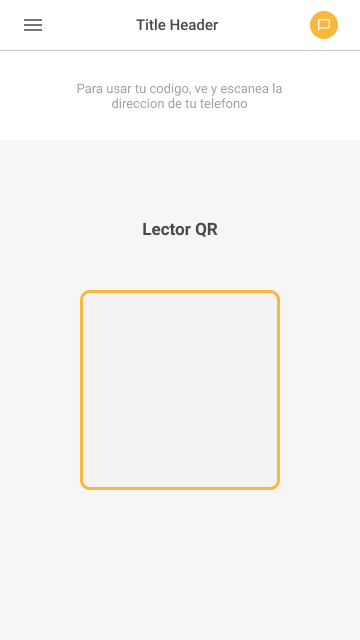 Title Header
Para usar tu codigo, ve y escanea la
direccion de tu telefono
Lector QR